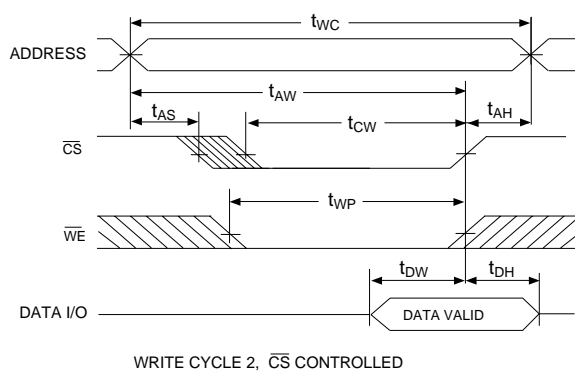 tWC
ADDRESS
tAW
tAS
tCW
tAH
CS
tWP
WE
tDW
tDH
DATA I/O
DATA VALID
WRITE CYCLE 2, CS CONTROLLED